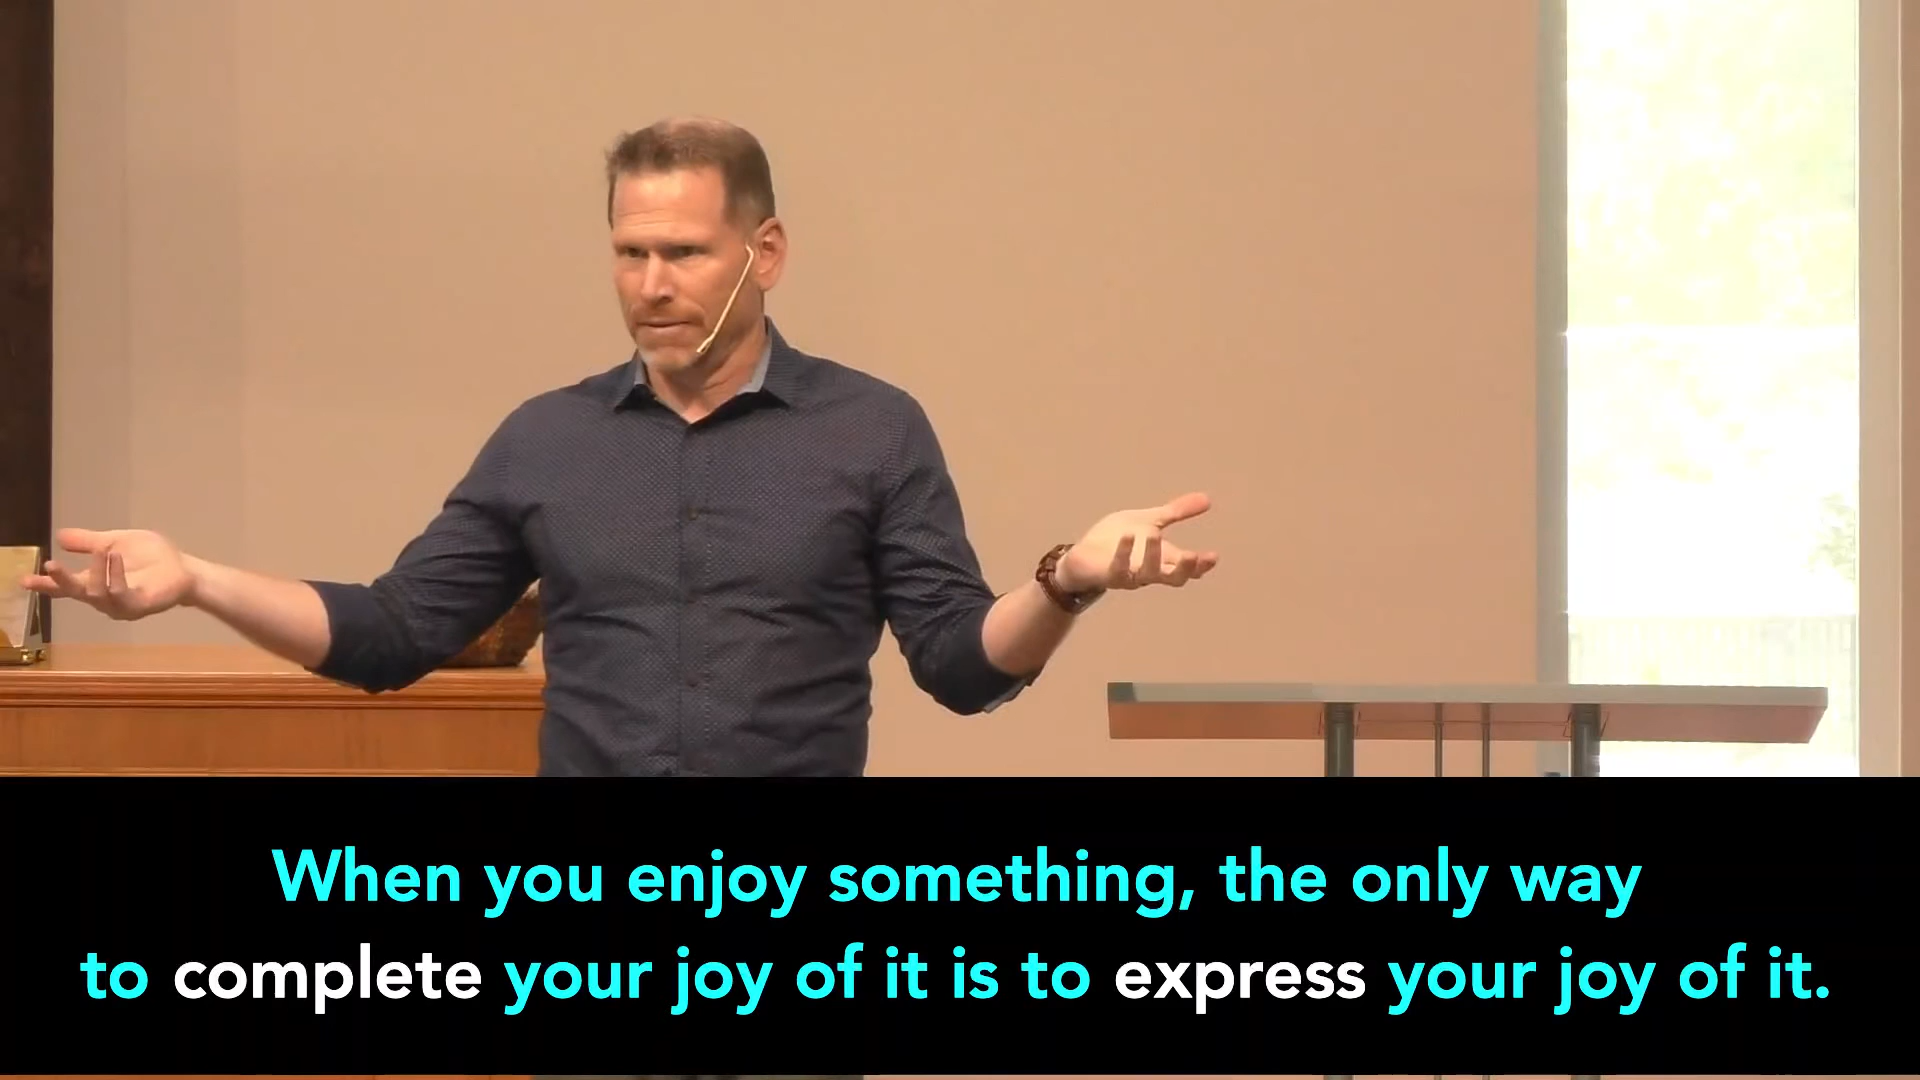 When you enjoy something, the only way
to complete your joy of it is to express your joy of it.